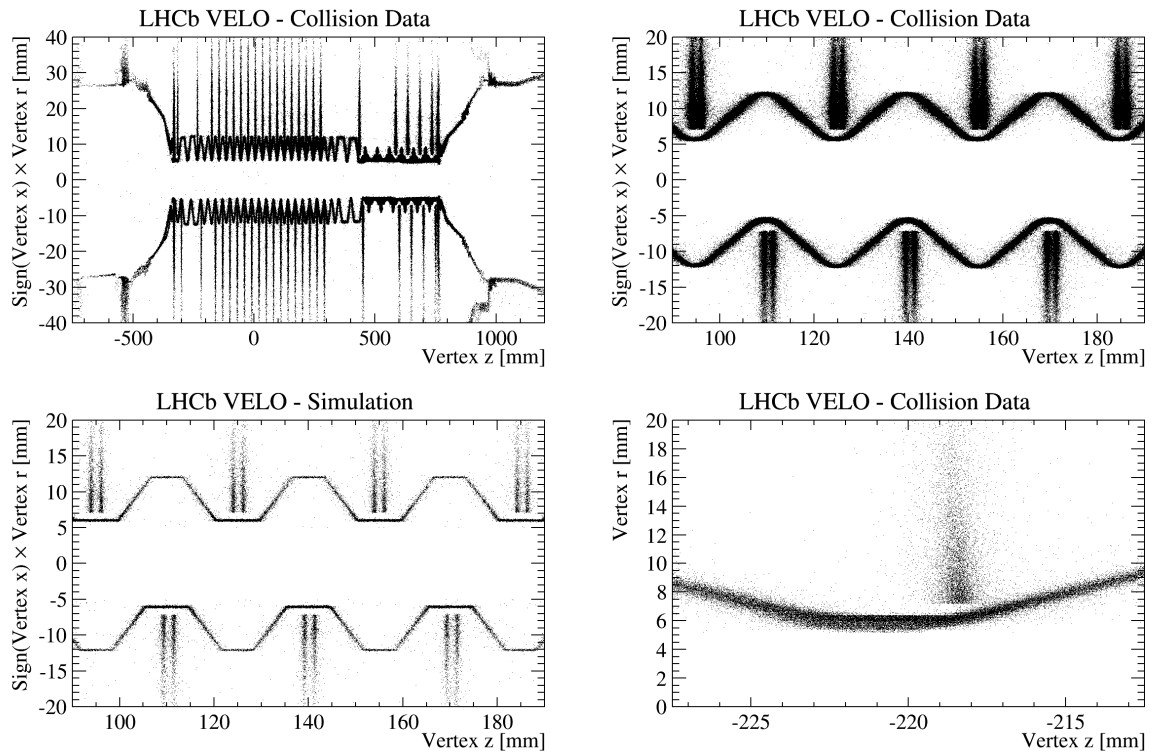 LHCb VELO - Collision Data
Sign(Vertex x) × Vertex r [mm]
40
30
20
10
0
-10
-20
-30
-40
-500 0 500 1000
Vertex z [mm]
LHCb VELO - Collision Data
Sign(Vertex x) × Vertex r [mm]
20
15
10
5
0
-5
-10
-15
-20
100 120 140 160 180
Vertex z [mm]
LHCb VELO - Simulation
Sign(Vertex x) × Vertex r [mm]
20
15
10
5
0
-5
-10
-15
-20
100 120 140 160 180
Vertex z [mm]
LHCb VELO - Collision Data
Vertex r [mm]
20
18
16
14
12
10
8
6
4
2
0
-225 -220 -215
Vertex z [mm]